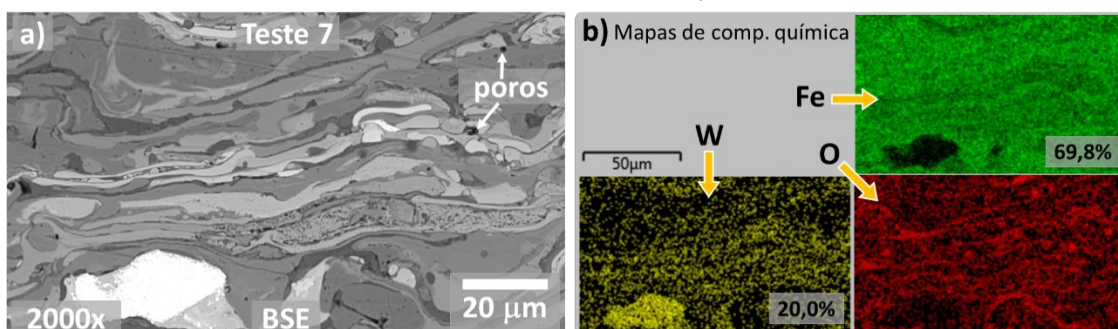 a)
Teste 7
poros
2000x
BSE
20 μm
b) Mapas de comp. química
Fe
69,8%
W
O
50μm
20,0%